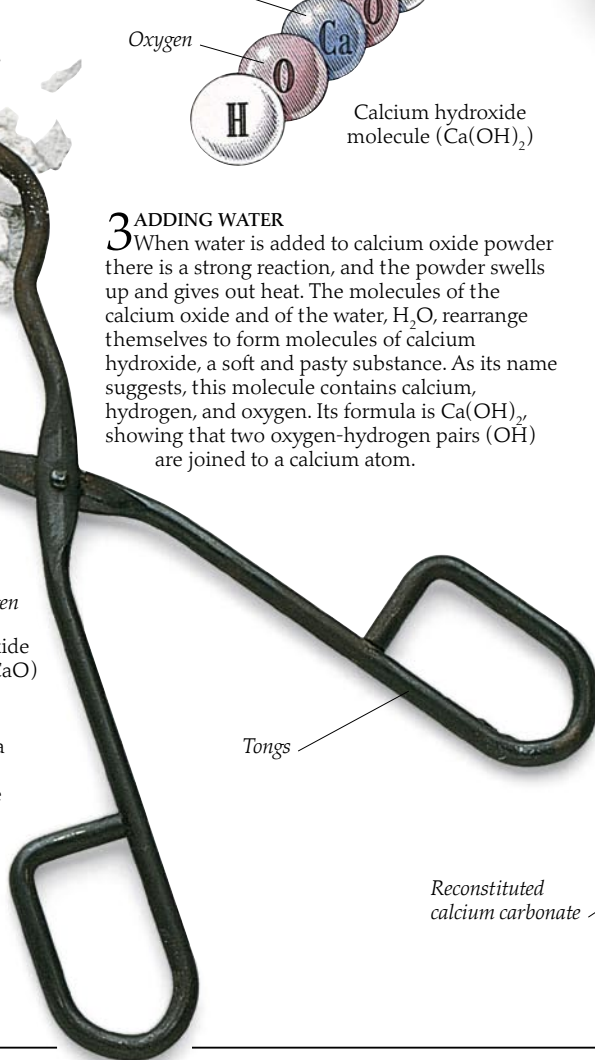 Oxygen
O
Ca
O
H
Calcium hydroxide
molecule (Ca(OH)₂)
3 ADDING WATER
When water is added to calcium oxide powder
there is a strong reaction, and the powder swells
up and gives out heat. The molecules of the
calcium oxide and of the water, H₂O, rearrange
themselves to form molecules of calcium
hydroxide, a soft and pasty substance. As its name
suggests, this molecule contains calcium,
hydrogen, and oxygen. Its formula is Ca(OH)₂,
showing that two oxygen-hydrogen pairs (OH)
are joined to a calcium atom.
Tongs
Reconstituted
calcium carbonate